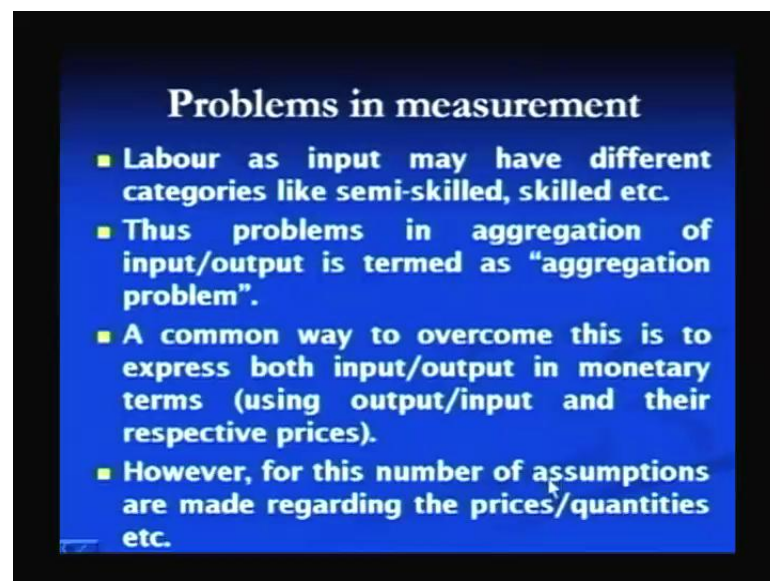 Problems in measurement
Labour as input may have different
categories like semi-skilled, skilled etc.
Thus problems in aggregation of
input/output is termed as “aggregation
problem”.
A common way to overcome this is to
express both input/output in monetary
terms (using output/input and their
respective prices).
However, for this number of assumptions
are made regarding the prices/quantities
etc.